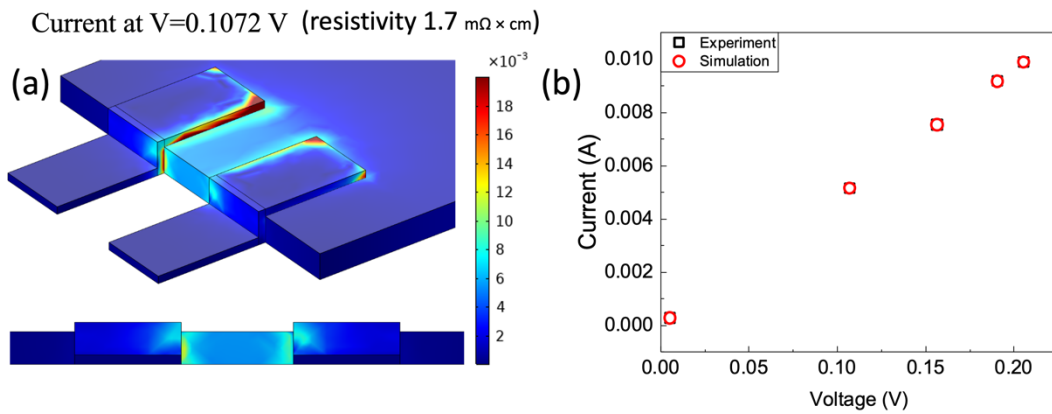 Current at V=0.1072 V (resistivity 1.7 mΩ × cm)
(a)
×10⁻³
18
16
14
12
10
8
6
4
2
(b)
Experiment
Simulation
0.010
0.008
0.006
0.004
0.002
0.000
Current (A)
0.00 0.05 0.10 0.15 0.20
Voltage (V)